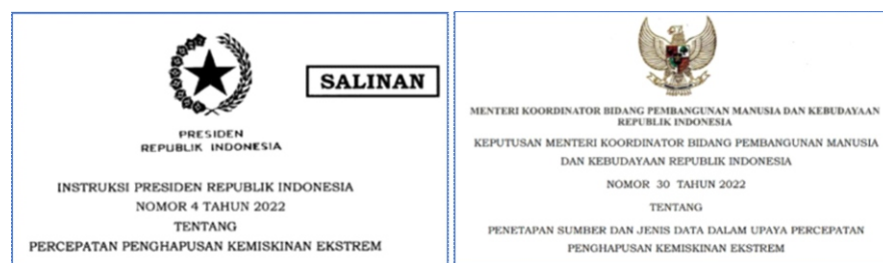 SALINAN
PRESIDEN
REPUBLIK INDONESIA
INSTRUKSI PRESIDEN REPUBLIK INDONESIA
NOMOR 4 TAHUN 2022
TENTANG
PERCEPATAN PENGHAPUSAN KEMISKINAN EKSTREM
MENTERI KOORDINATOR BIDANG PEMBANGUNAN MANUSIA DAN KEBUDAYAAN
REPUBLIK INDONESIA
KEPUTUSAN MENTERI KOORDINATOR BIDANG PEMBANGUNAN MANUSIA
DAN KEBUDAYAAN REPUBLIK INDONESIA
NOMOR 30 TAHUN 2022
TENTANG
PENETAPAN SUMBER DAN JENIS DATA DALAM UPAYA PERCEPATAN
PENGHAPUSAN KEMISKINAN EKSTREM